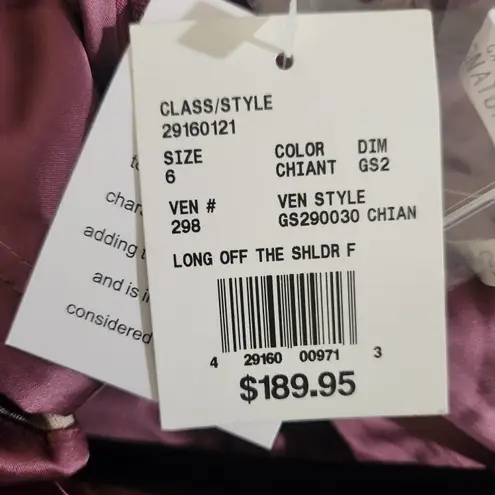 CLASS/STYLE
29160121
SIZE COLOR DIM
6 CHIANT GS2
VEN # VEN STYLE
298 GS290030 CHIAN
LONG OFF THE SHLDR F
4 29160 00971 3
$189.95
adding
and is
considered